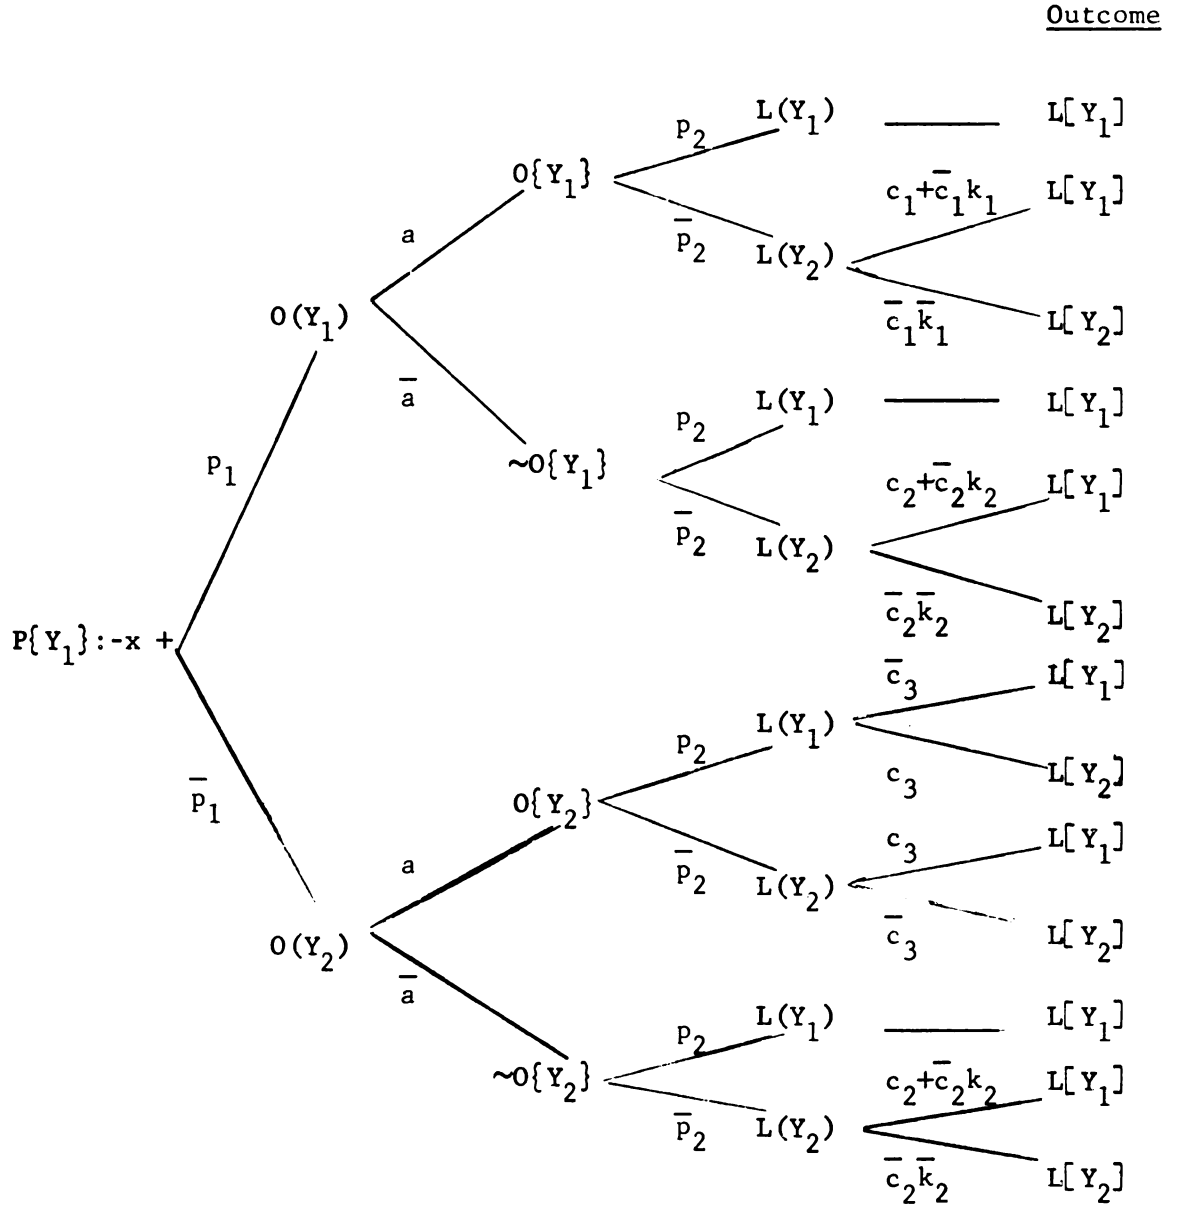 Outcome
L(Y₁) L[Y₁]
p₂
O{Y₁} c₁+c̅₁k₁ L[Y₁]
a p̅₂ L(Y₂)
O(Y₁) c̅₁k̅₁ L[Y₂]
a̅ L(Y₁) L[Y₁]
p₂
p₁ ~O{Y₁} c₂+c̅₂k₂ L[Y₁]
p̅₂ L(Y₂)
c̅₂k̅₂ L[Y₂]
P{Y₁}:-x +
c̅₃ L[Y₁]
p₂ L(Y₁)
c₃ L[Y₂]
p̅₁ O{Y₂}
c₃ L[Y₁]
a p̅₂ L(Y₂)
O(Y₂) c̅₃ L[Y₂]
a̅
p₂ L(Y₁) L[Y₁]
~O{Y₂} c₂+c̅₂k₂ L[Y₁]
p̅₂ L(Y₂)
c̅₂k̅₂ L[Y₂]